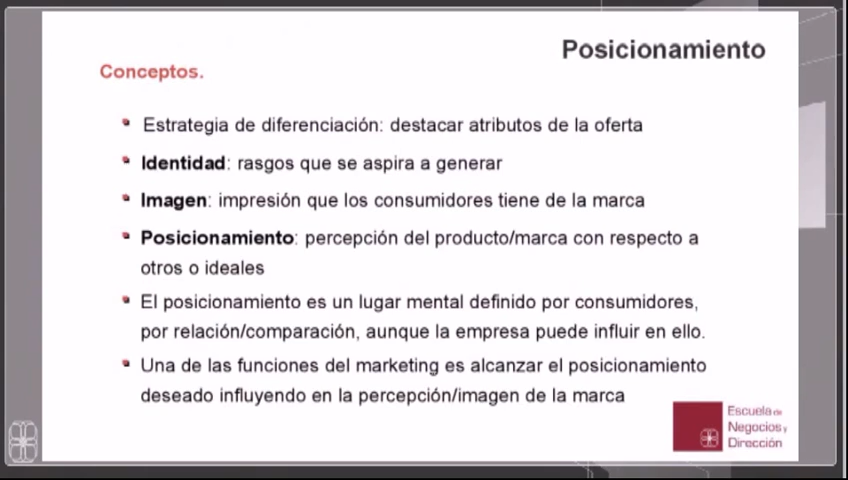 Posicionamiento
Conceptos.
Estrategia de diferenciación: destacar atributos de la oferta
Identidad: rasgos que se aspira a generar
Imagen: impresión que los consumidores tiene de la marca
Posicionamiento: percepción del producto/marca con respecto a
otros o ideales
El posicionamiento es un lugar mental definido por consumidores,
por relación/comparación, aunque la empresa puede influir en ello.
Una de las funciones del marketing es alcanzar el posicionamiento
deseado influyendo en la percepción/imagen de la marca
Escuela de
Negocios y
Dirección